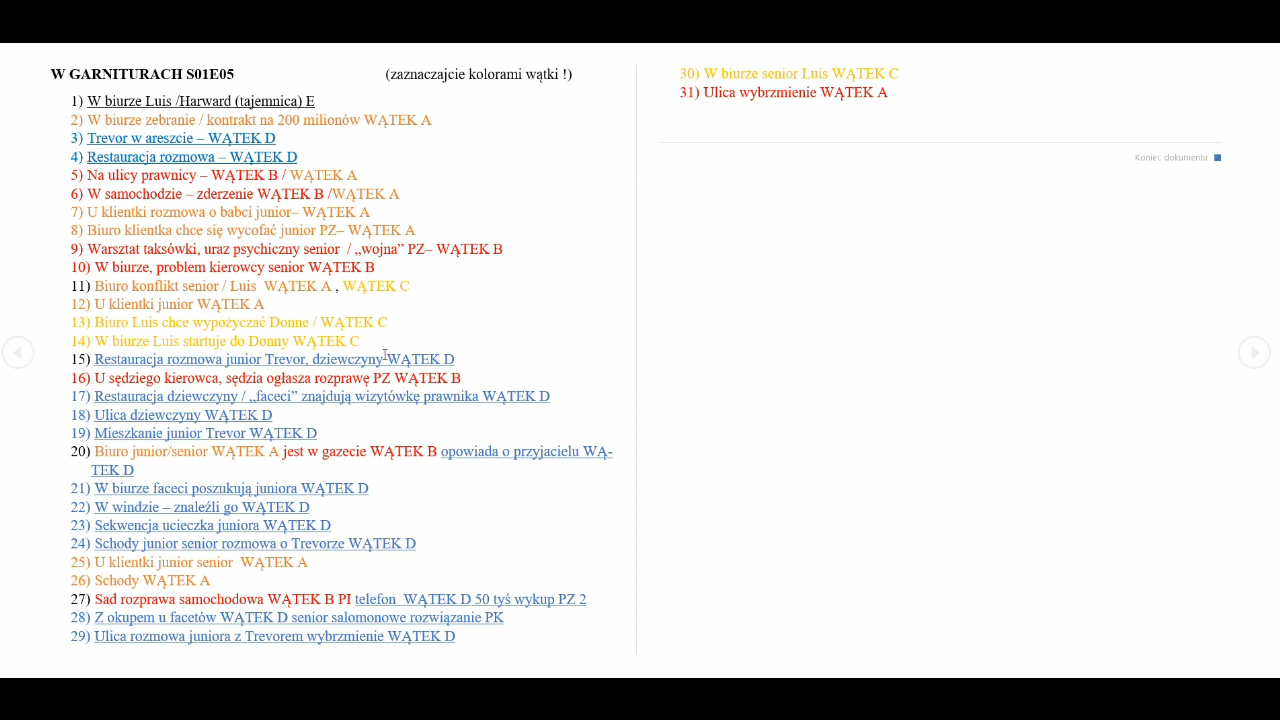 W GARNITURACH S01E05 (zaznaczajcie kolorami wątki !)
1) W biurze Luis /Harward (tajemnica) E
2) W biurze zebranie / kontrakt na 200 milionów WĄTEK A
3) Trevor w areszcie – WĄTEK D
4) Restauracja rozmowa – WĄTEK D
5) Na ulicy prawnicy – WĄTEK B / WĄTEK A
6) W samochodzie – zderzenie WĄTEK B /WĄTEK A
7) U klientki rozmowa o babci junior– WĄTEK A
8) Biuro klientka chce się wycofać junior PZ– WĄTEK A
9) Warsztat taksówki, uraz psychiczny senior / „wojna” PZ– WĄTEK B
10) W biurze, problem kierowcy senior WĄTEK B
11) Biuro konflikt senior / Luis WĄTEK A , WĄTEK C
12) U klientki junior WĄTEK A
13) Biuro Luis chce wypożyczać Donne / WĄTEK C
14) W biurze Luis startuje do Donny WĄTEK C
15) Restauracja rozmowa junior Trevor, dziewczyny WĄTEK D
16) U sędziego kierowca, sędzia ogłasza rozprawę PZ WĄTEK B
17) Restauracja dziewczyny / „faceci” znajdują wizytówkę prawnika WĄTEK D
18) Ulica dziewczyny WĄTEK D
19) Mieszkanie junior Trevor WĄTEK D
20) Biuro junior/senior WĄTEK A jest w gazecie WĄTEK B opowiada o przyjacielu WĄ-
TEK D
21) W biurze faceci poszukują juniora WĄTEK D
22) W windzie – znaleźli go WĄTEK D
23) Sekwencja ucieczka juniora WĄTEK D
24) Schody junior senior rozmowa o Trevorze WĄTEK D
25) U klientki junior senior WĄTEK A
26) Schody WĄTEK A
27) Sad rozprawa samochodowa WĄTEK B PI telefon WĄTEK D 50 tyś wykup PZ 2
28) Z okupem u facetów WĄTEK D senior salomonowe rozwiązanie PK
29) Ulica rozmowa juniora z Trevorem wybrzmienie WĄTEK D
30) W biurze senior Luis WĄTEK C
31) Ulica wybrzmienie WĄTEK A
Koniec dokumentu